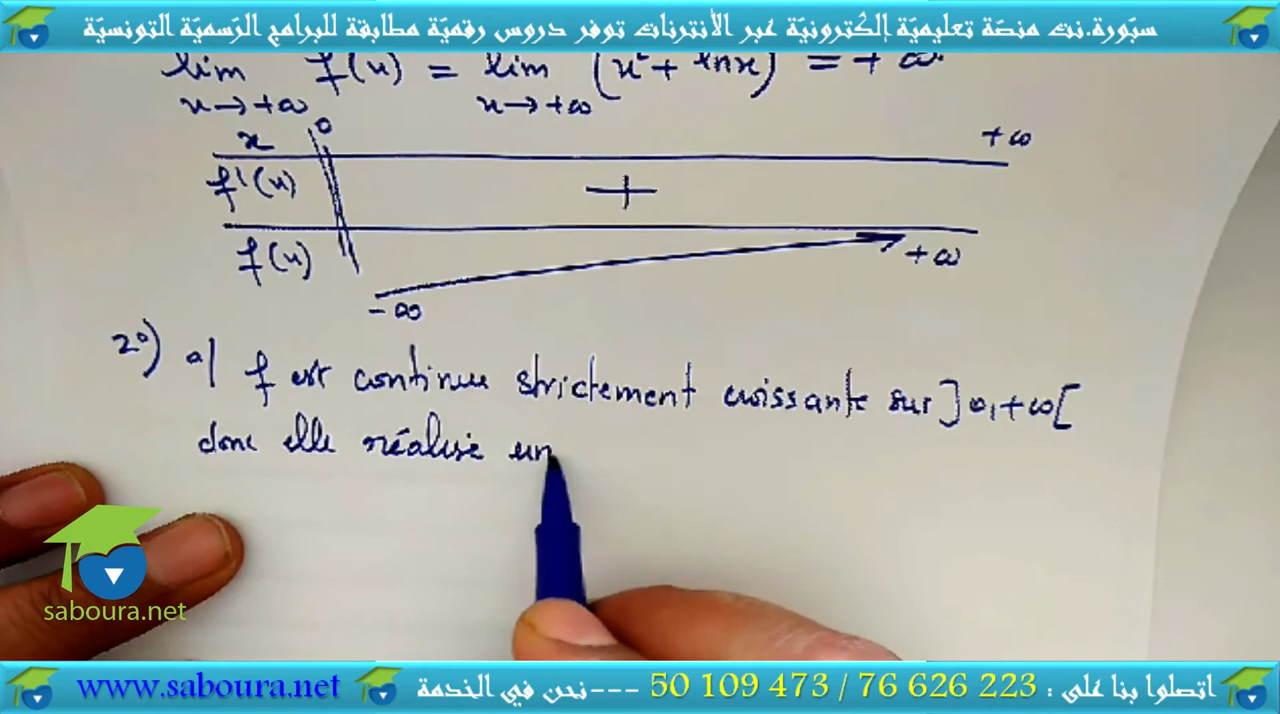 سبّورة.نت منصّة تعليميّة إلكترونيّة عبر الأنترنات توفر دروس رقميّة مطابقة للبرامج الرّسميّة التونسيّة
lim f(x) = lim (x² + lnx) = +∞
x→+∞ x→+∞
x 0 +∞
f'(x) +
f(x) -∞ +∞
2°) a/ f est continue strictement croissante sur ]0,+∞[
donc elle réalise un
saboura.net
www.saboura.net اتصلوا بنا على : 50 109 473 / 76 626 223 ---نحن في الخدمة